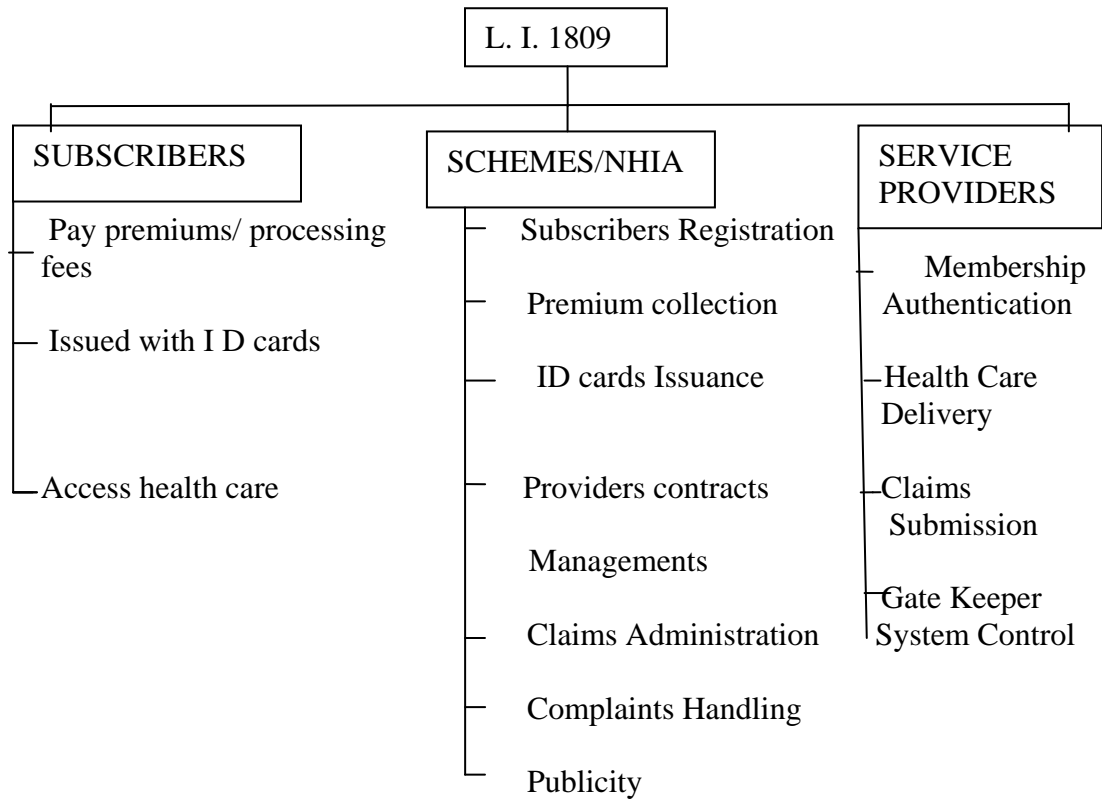 L. I. 1809
SUBSCRIBERS
Pay premiums/ processing
fees
Issued with I D cards
Access health care
SCHEMES/NHIA
Subscribers Registration
Premium collection
ID cards Issuance
Providers contracts
Managements
Claims Administration
Complaints Handling
Publicity
SERVICE
PROVIDERS
Membership
Authentication
Health Care
Delivery
Claims
Submission
Gate Keeper
System Control